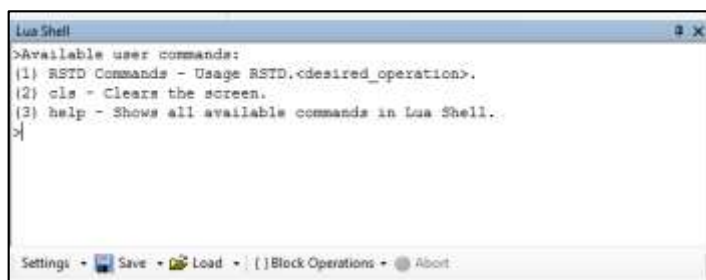 Lua Shell
>Available user commands:
(1) RSTD Commands - Usage RSTD.<desired_operation>.
(2) cls - Clears the screen.
(3) help - Shows all available commands in Lua Shell.
>
Settings Save Load { } Block Operations Abort